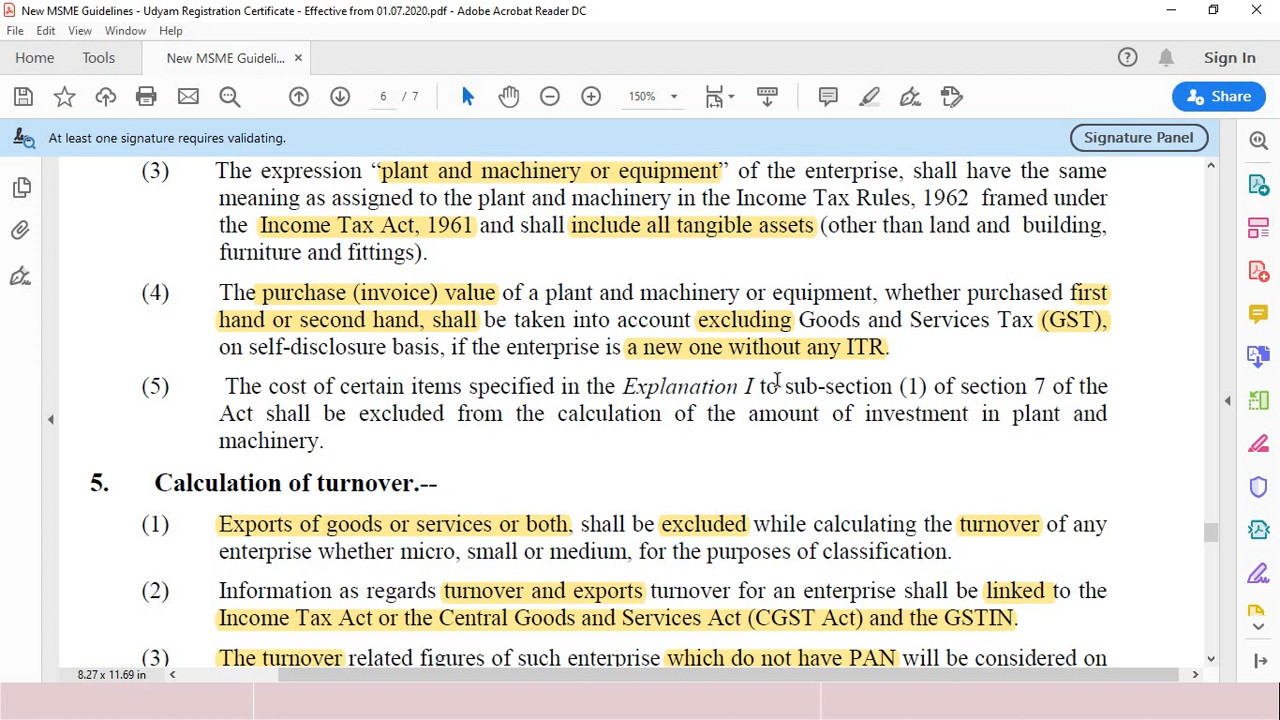 New MSME Guidelines - Udyam Registration Certificate - Effective from 01.07.2020.pdf - Adobe Acrobat Reader DC
File Edit View Window Help
Home Tools New MSME Guideli... × Sign In
6 / 7 150% Share
At least one signature requires validating. Signature Panel
(3) The expression “plant and machinery or equipment” of the enterprise, shall have the same
meaning as assigned to the plant and machinery in the Income Tax Rules, 1962 framed under
the Income Tax Act, 1961 and shall include all tangible assets (other than land and building,
furniture and fittings).
(4) The purchase (invoice) value of a plant and machinery or equipment, whether purchased first
hand or second hand, shall be taken into account excluding Goods and Services Tax (GST),
on self-disclosure basis, if the enterprise is a new one without any ITR.
(5) The cost of certain items specified in the Explanation I to sub-section (1) of section 7 of the
Act shall be excluded from the calculation of the amount of investment in plant and
machinery.
5. Calculation of turnover.--
(1) Exports of goods or services or both, shall be excluded while calculating the turnover of any
enterprise whether micro, small or medium, for the purposes of classification.
(2) Information as regards turnover and exports turnover for an enterprise shall be linked to the
Income Tax Act or the Central Goods and Services Act (CGST Act) and the GSTIN.
(3) The turnover related figures of such enterprise which do not have PAN will be considered on
8.27 x 11.69 in